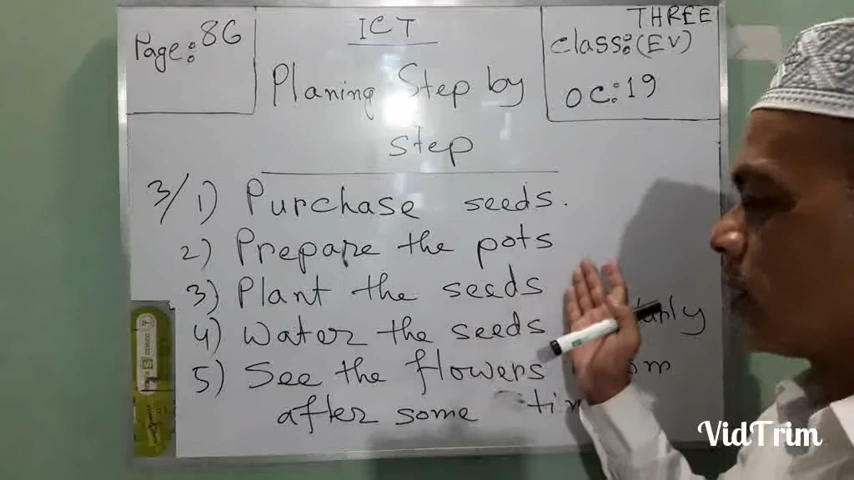 Page: 86
ICT
THREE
Class: (EV)
OC: 19
Planing Step by
step
3/ 1) Purchase seeds.
2) Prepare the pots
3) Plant the seeds
4) Water the seeds
5) See the flowers
after some
VidTrim